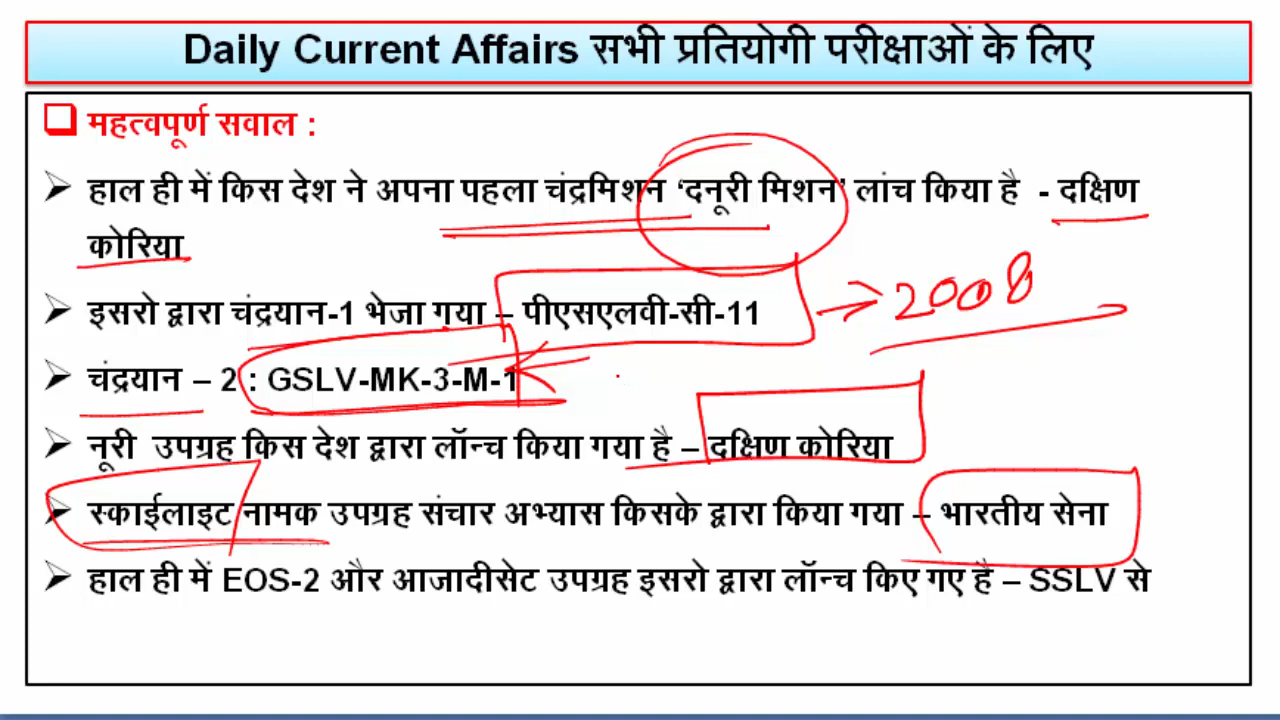 Daily Current Affairs सभी प्रतियोगी परीक्षाओं के लिए
महत्वपूर्ण सवाल :
हाल ही में किस देश ने अपना पहला चंद्रमिशन ‘दनूरी मिशन’ लांच किया है - दक्षिण
कोरिया
इसरो द्वारा चंद्रयान-1 भेजा गया – पीएसएलवी-सी-11 → 2008
चंद्रयान – 2 : GSLV-MK-3-M-1
नूरी उपग्रह किस देश द्वारा लॉन्च किया गया है – दक्षिण कोरिया
स्काईलाइट नामक उपग्रह संचार अभ्यास किसके द्वारा किया गया – भारतीय सेना
हाल ही में EOS-2 और आजादीसेट उपग्रह इसरो द्वारा लॉन्च किए गए है – SSLV से